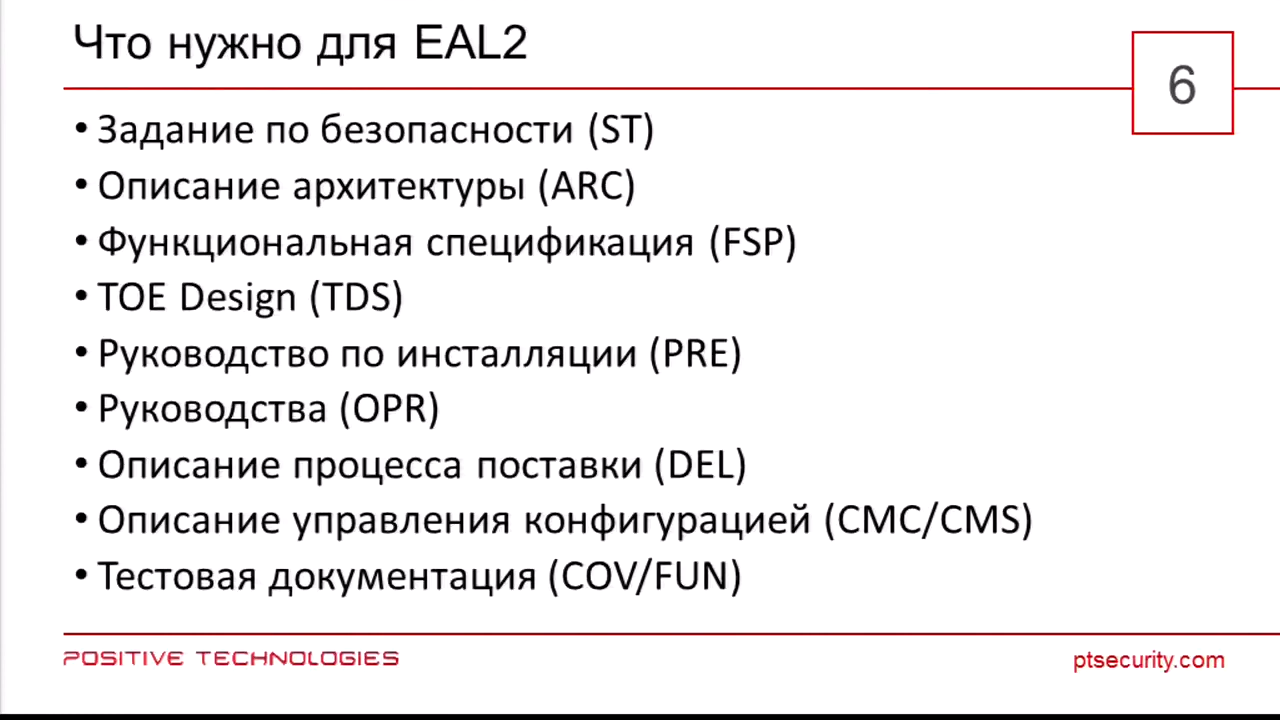 Что нужно для EAL2
6
• Задание по безопасности (ST)
• Описание архитектуры (ARC)
• Функциональная спецификация (FSP)
• TOE Design (TDS)
• Руководство по инсталляции (PRE)
• Руководства (OPR)
• Описание процесса поставки (DEL)
• Описание управления конфигурацией (CMC/CMS)
• Тестовая документация (COV/FUN)
POSITIVE TECHNOLOGIES
ptsecurity.com